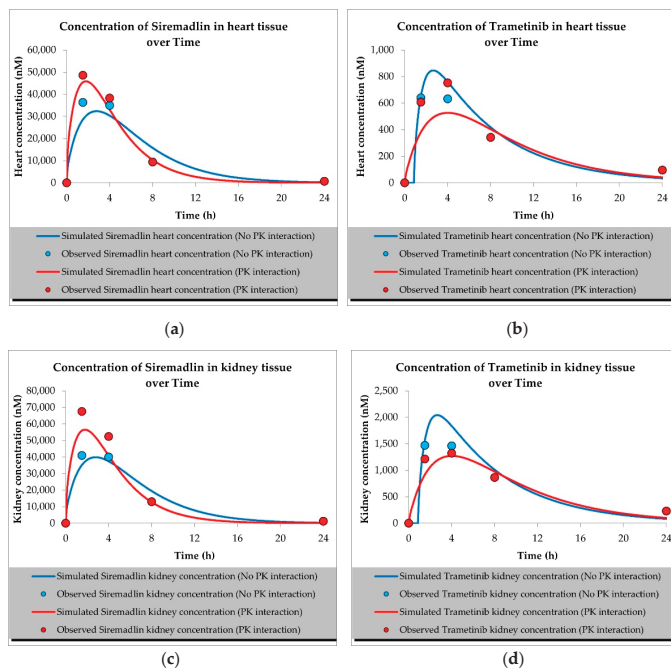 Concentration of Siremadlin in heart tissue
over Time
60,000
50,000
40,000
30,000
20,000
10,000
0
Heart concentration (nM)
0 4 8 12 16 20 24
Time (h)
Simulated Siremadlin heart concentration (No PK interaction)
Observed Siremadlin heart concentration (No PK interaction)
Simulated Siremadlin heart concentration (PK interaction)
Observed Siremadlin heart concentration (PK interaction)
(a)
Concentration of Trametinib in heart tissue
over Time
1,000
800
600
400
200
0
Heart concentration (nM)
0 4 8 12 16 20 24
Time (h)
Simulated Trametinib heart concentration (No PK interaction)
Observed Trametinib heart concentration (No PK interaction)
Simulated Trametinib heart concentration (PK interaction)
Observed Trametinib heart concentration (PK interaction)
(b)
Concentration of Siremadlin in kidney tissue
over Time
80,000
70,000
60,000
50,000
40,000
30,000
20,000
10,000
0
Kidney concentration (nM)
0 4 8 12 16 20 24
Time (h)
Simulated Siremadlin kidney concentration (No PK interaction)
Observed Siremadlin kidney concentration (No PK interaction)
Simulated Siremadlin kidney concentration (PK interaction)
Observed Siremadlin kidney concentration (PK interaction)
(c)
Concentration of Trametinib in kidney tissue
over Time
2,500
2,000
1,500
1,000
500
0
Kidney concentration (nM)
0 4 8 12 16 20 24
Time (h)
Simulated Trametinib kidney concentration (No PK interaction)
Observed Trametinib kidney concentration (No PK interaction)
Simulated Trametinib kidney concentration (PK interaction)
Observed Trametinib kidney concentration (PK interaction)
(d)